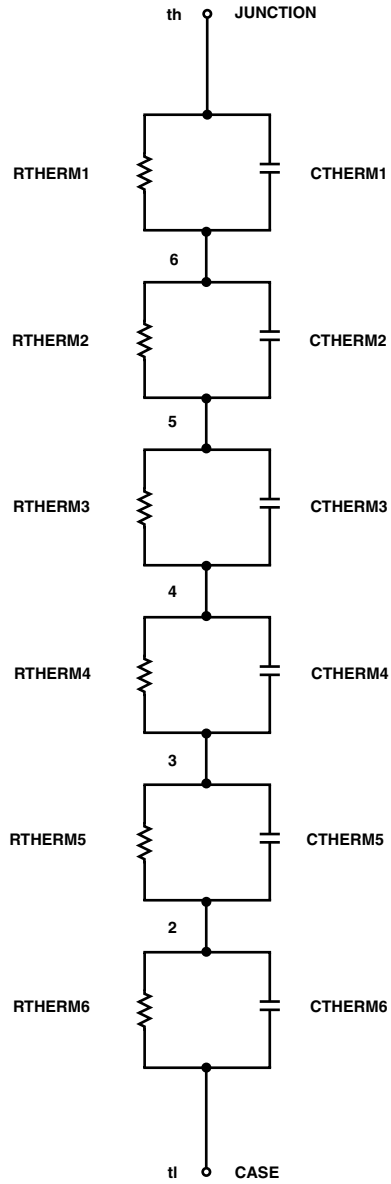 th JUNCTION
RTHERM1 CTHERM1
6
RTHERM2 CTHERM2
5
RTHERM3 CTHERM3
4
RTHERM4 CTHERM4
3
RTHERM5 CTHERM5
2
RTHERM6 CTHERM6
tl CASE